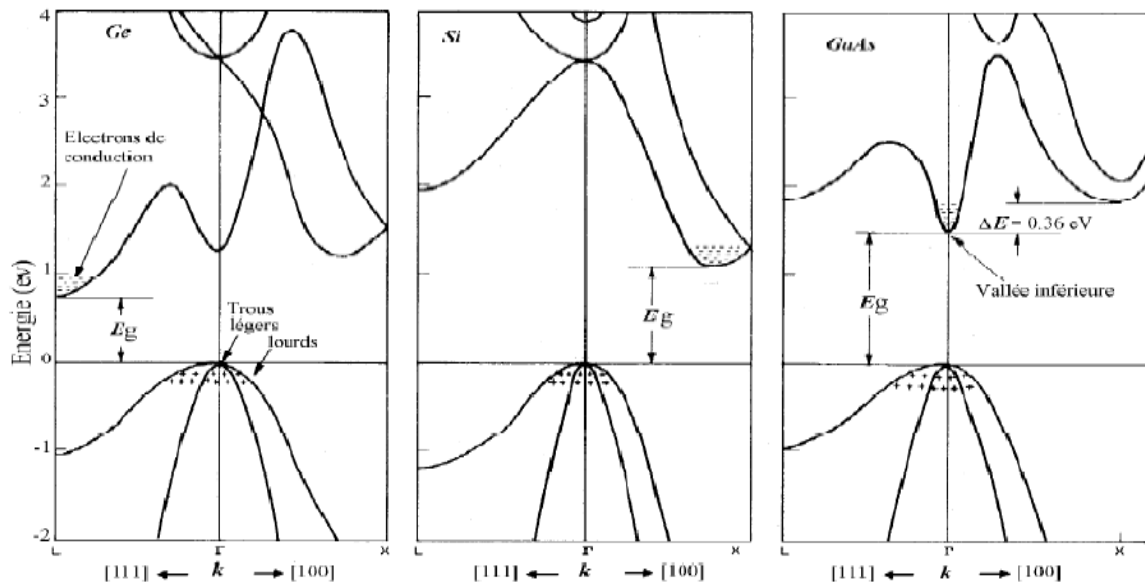 Ge
Si
GaAs
4
3
2
1
0
-1
-2
Energie (ev)
Electrons de
conduction
Eg
Trous
légers
lourds
Eg
ΔE = 0.36 eV
Vallée inférieure
Eg
L Γ X
[111] k [100]
L Γ X
[111] k [100]
L Γ X
[111] k [100]